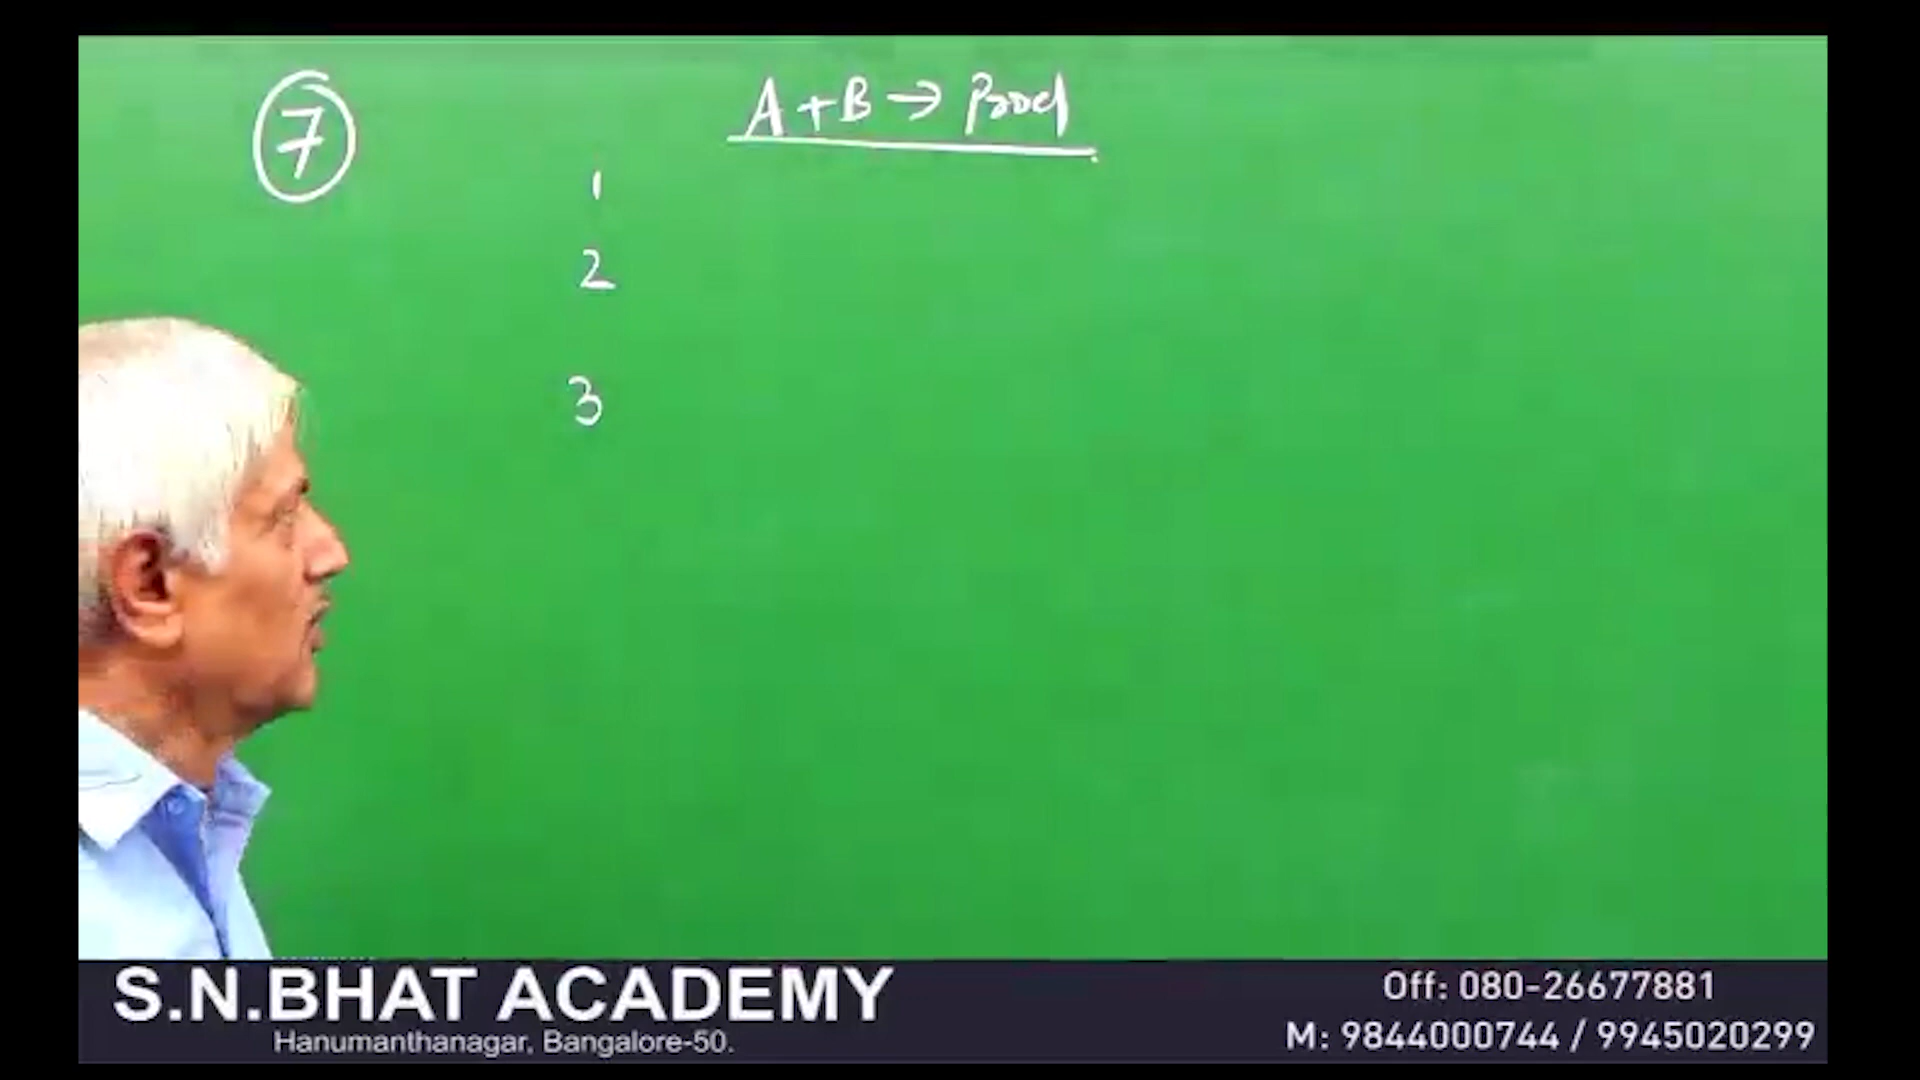 7
A + B → Prod
1
2
3
S.N.BHAT ACADEMY
Hanumanthanagar, Bangalore-50.
Off: 080-26677881
M: 9844000744 / 9945020299